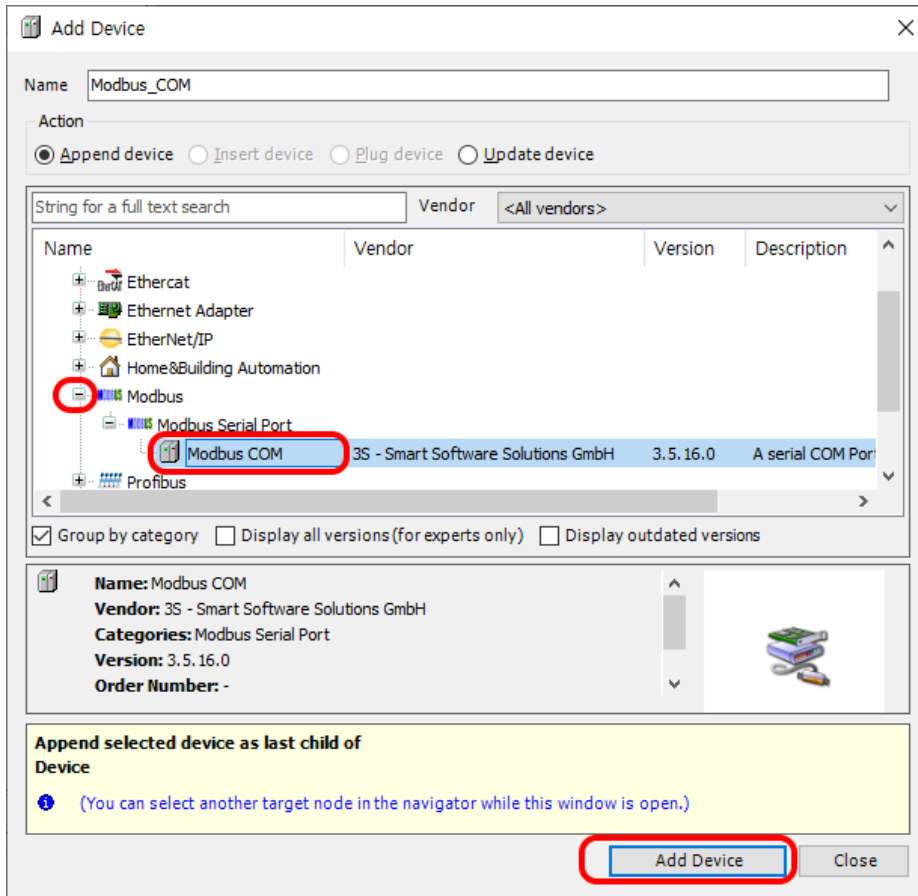 Add Device
Name Modbus_COM
Action
Append device Insert device Plug device Update device
String for a full text search Vendor <All vendors>
Name Vendor Version Description
EtherCAT Ethercat
Ethernet Adapter
EtherNet/IP
Home&Building Automation
MODBUS Modbus
MODBUS Modbus Serial Port
Modbus COM 3S - Smart Software Solutions GmbH 3.5.16.0 A serial COM Por
Profibus
Group by category Display all versions (for experts only) Display outdated versions
Name: Modbus COM
Vendor: 3S - Smart Software Solutions GmbH
Categories: Modbus Serial Port
Version: 3.5.16.0
Order Number: -
Append selected device as last child of
Device
(You can select another target node in the navigator while this window is open.)
Add Device Close